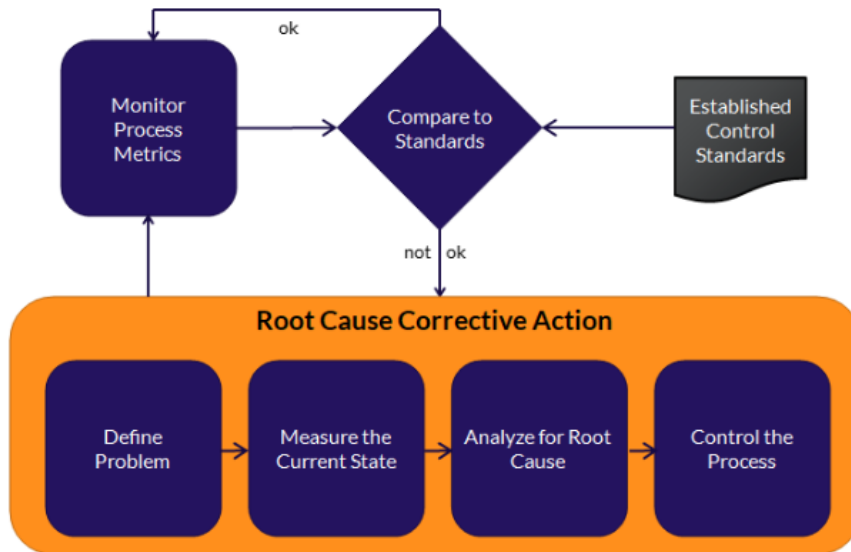 ok
Monitor
Process
Metrics
Compare to
Standards
Established
Control
Standards
not ok
Root Cause Corrective Action
Define
Problem
Measure the
Current State
Analyze for Root
Cause
Control the
Process